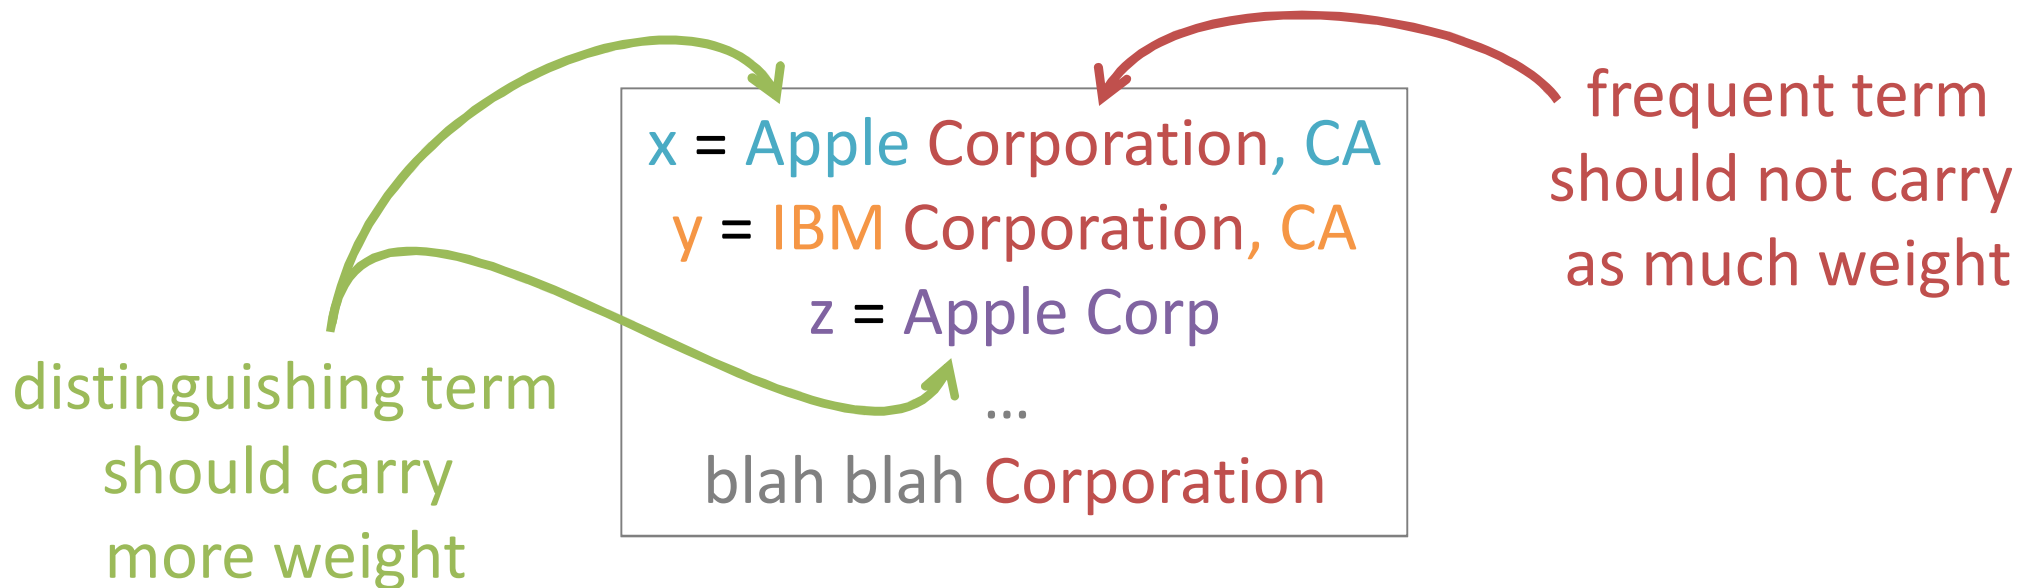 x = Apple Corporation, CA
y = IBM Corporation, CA
z = Apple Corp
...
blah blah Corporation
frequent term
should not carry
as much weight
distinguishing term
should carry
more weight